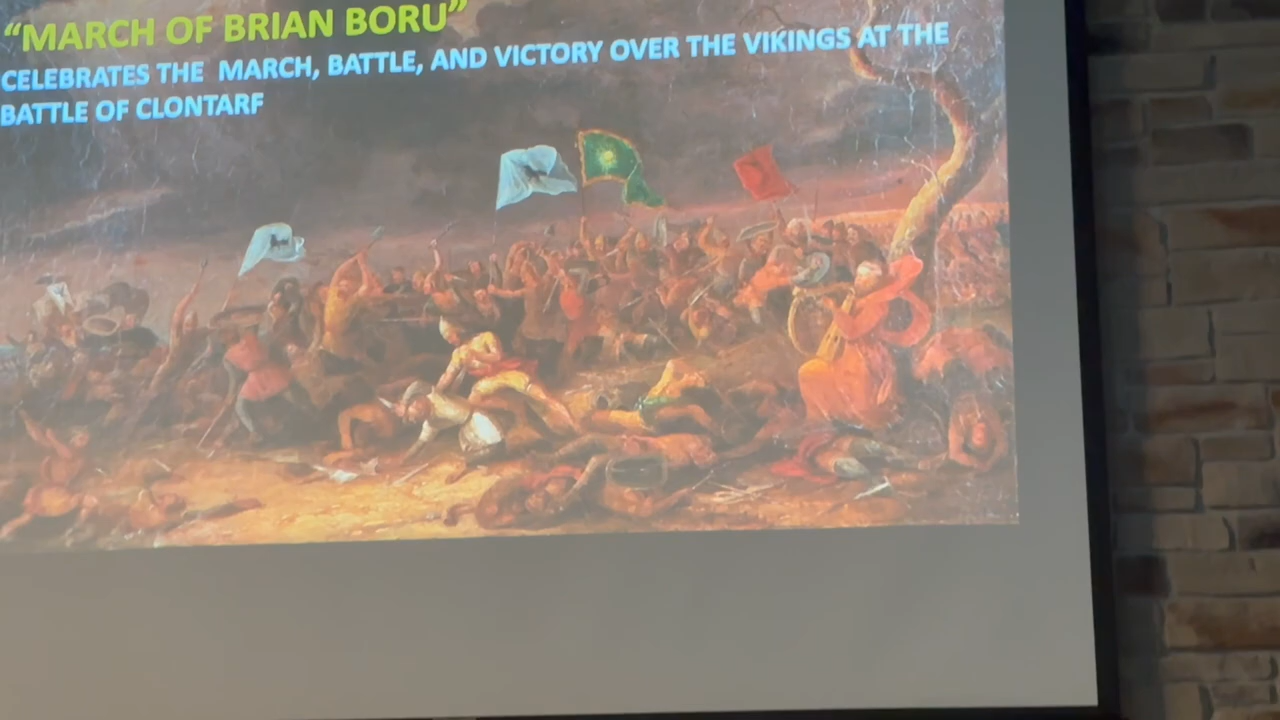 “MARCH OF BRIAN BORU”
CELEBRATES THE MARCH, BATTLE, AND VICTORY OVER THE VIKINGS AT THE
BATTLE OF CLONTARF